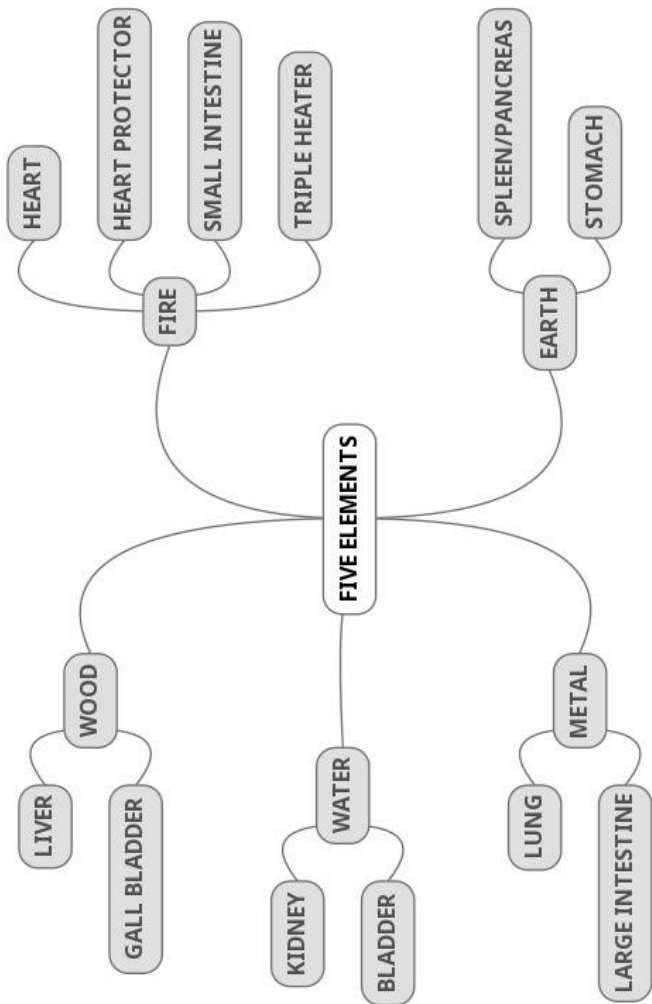 FIVE ELEMENTS
WOOD
LIVER
GALL BLADDER
WATER
KIDNEY
BLADDER
METAL
LUNG
LARGE INTESTINE
FIRE
HEART
HEART PROTECTOR
SMALL INTESTINE
TRIPLE HEATER
EARTH
SPLEEN/PANCREAS
STOMACH